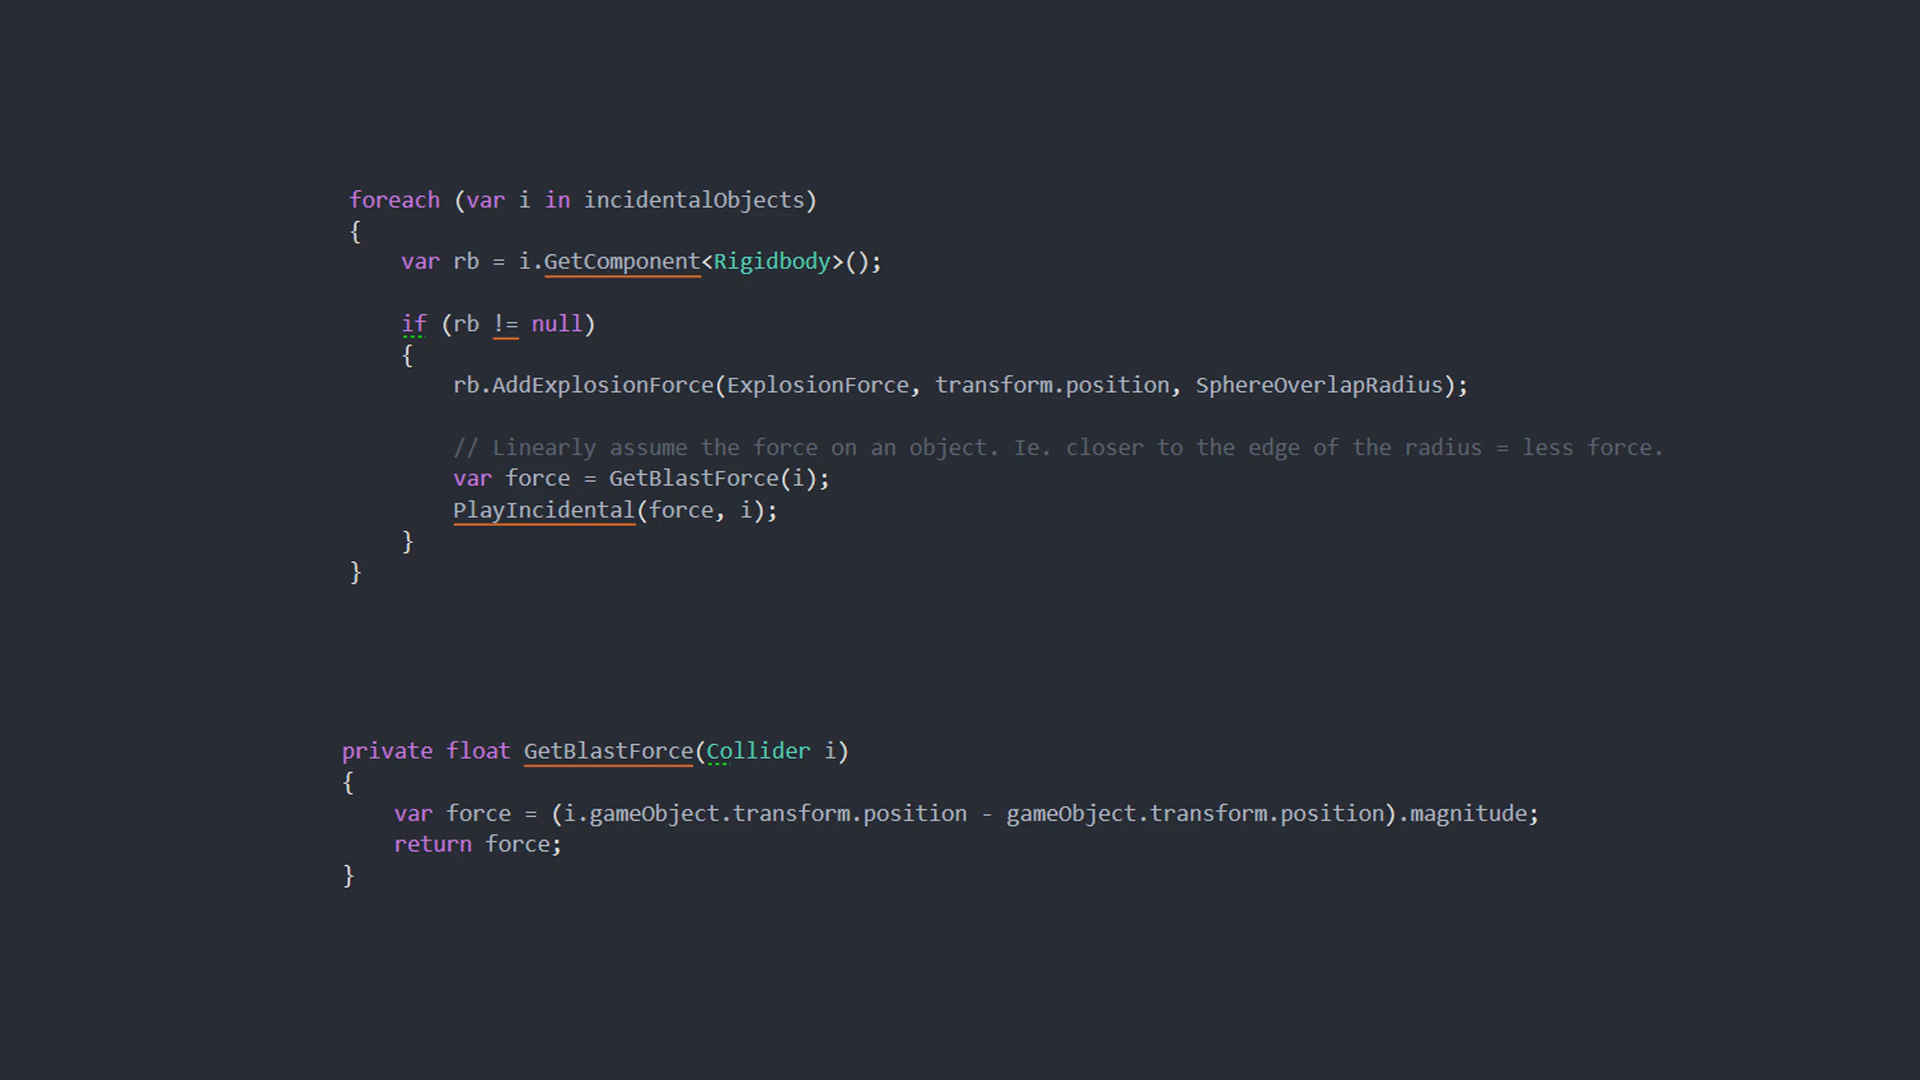 foreach (var i in incidentalObjects)
{
    var rb = i.GetComponent<Rigidbody>();

    if (rb != null)
    {
        rb.AddExplosionForce(ExplosionForce, transform.position, SphereOverlapRadius);

        // Linearly assume the force on an object. Ie. closer to the edge of the radius = less force.
        var force = GetBlastForce(i);
        PlayIncidental(force, i);
    }
}

private float GetBlastForce(Collider i)
{
    var force = (i.gameObject.transform.position - gameObject.transform.position).magnitude;
    return force;
}